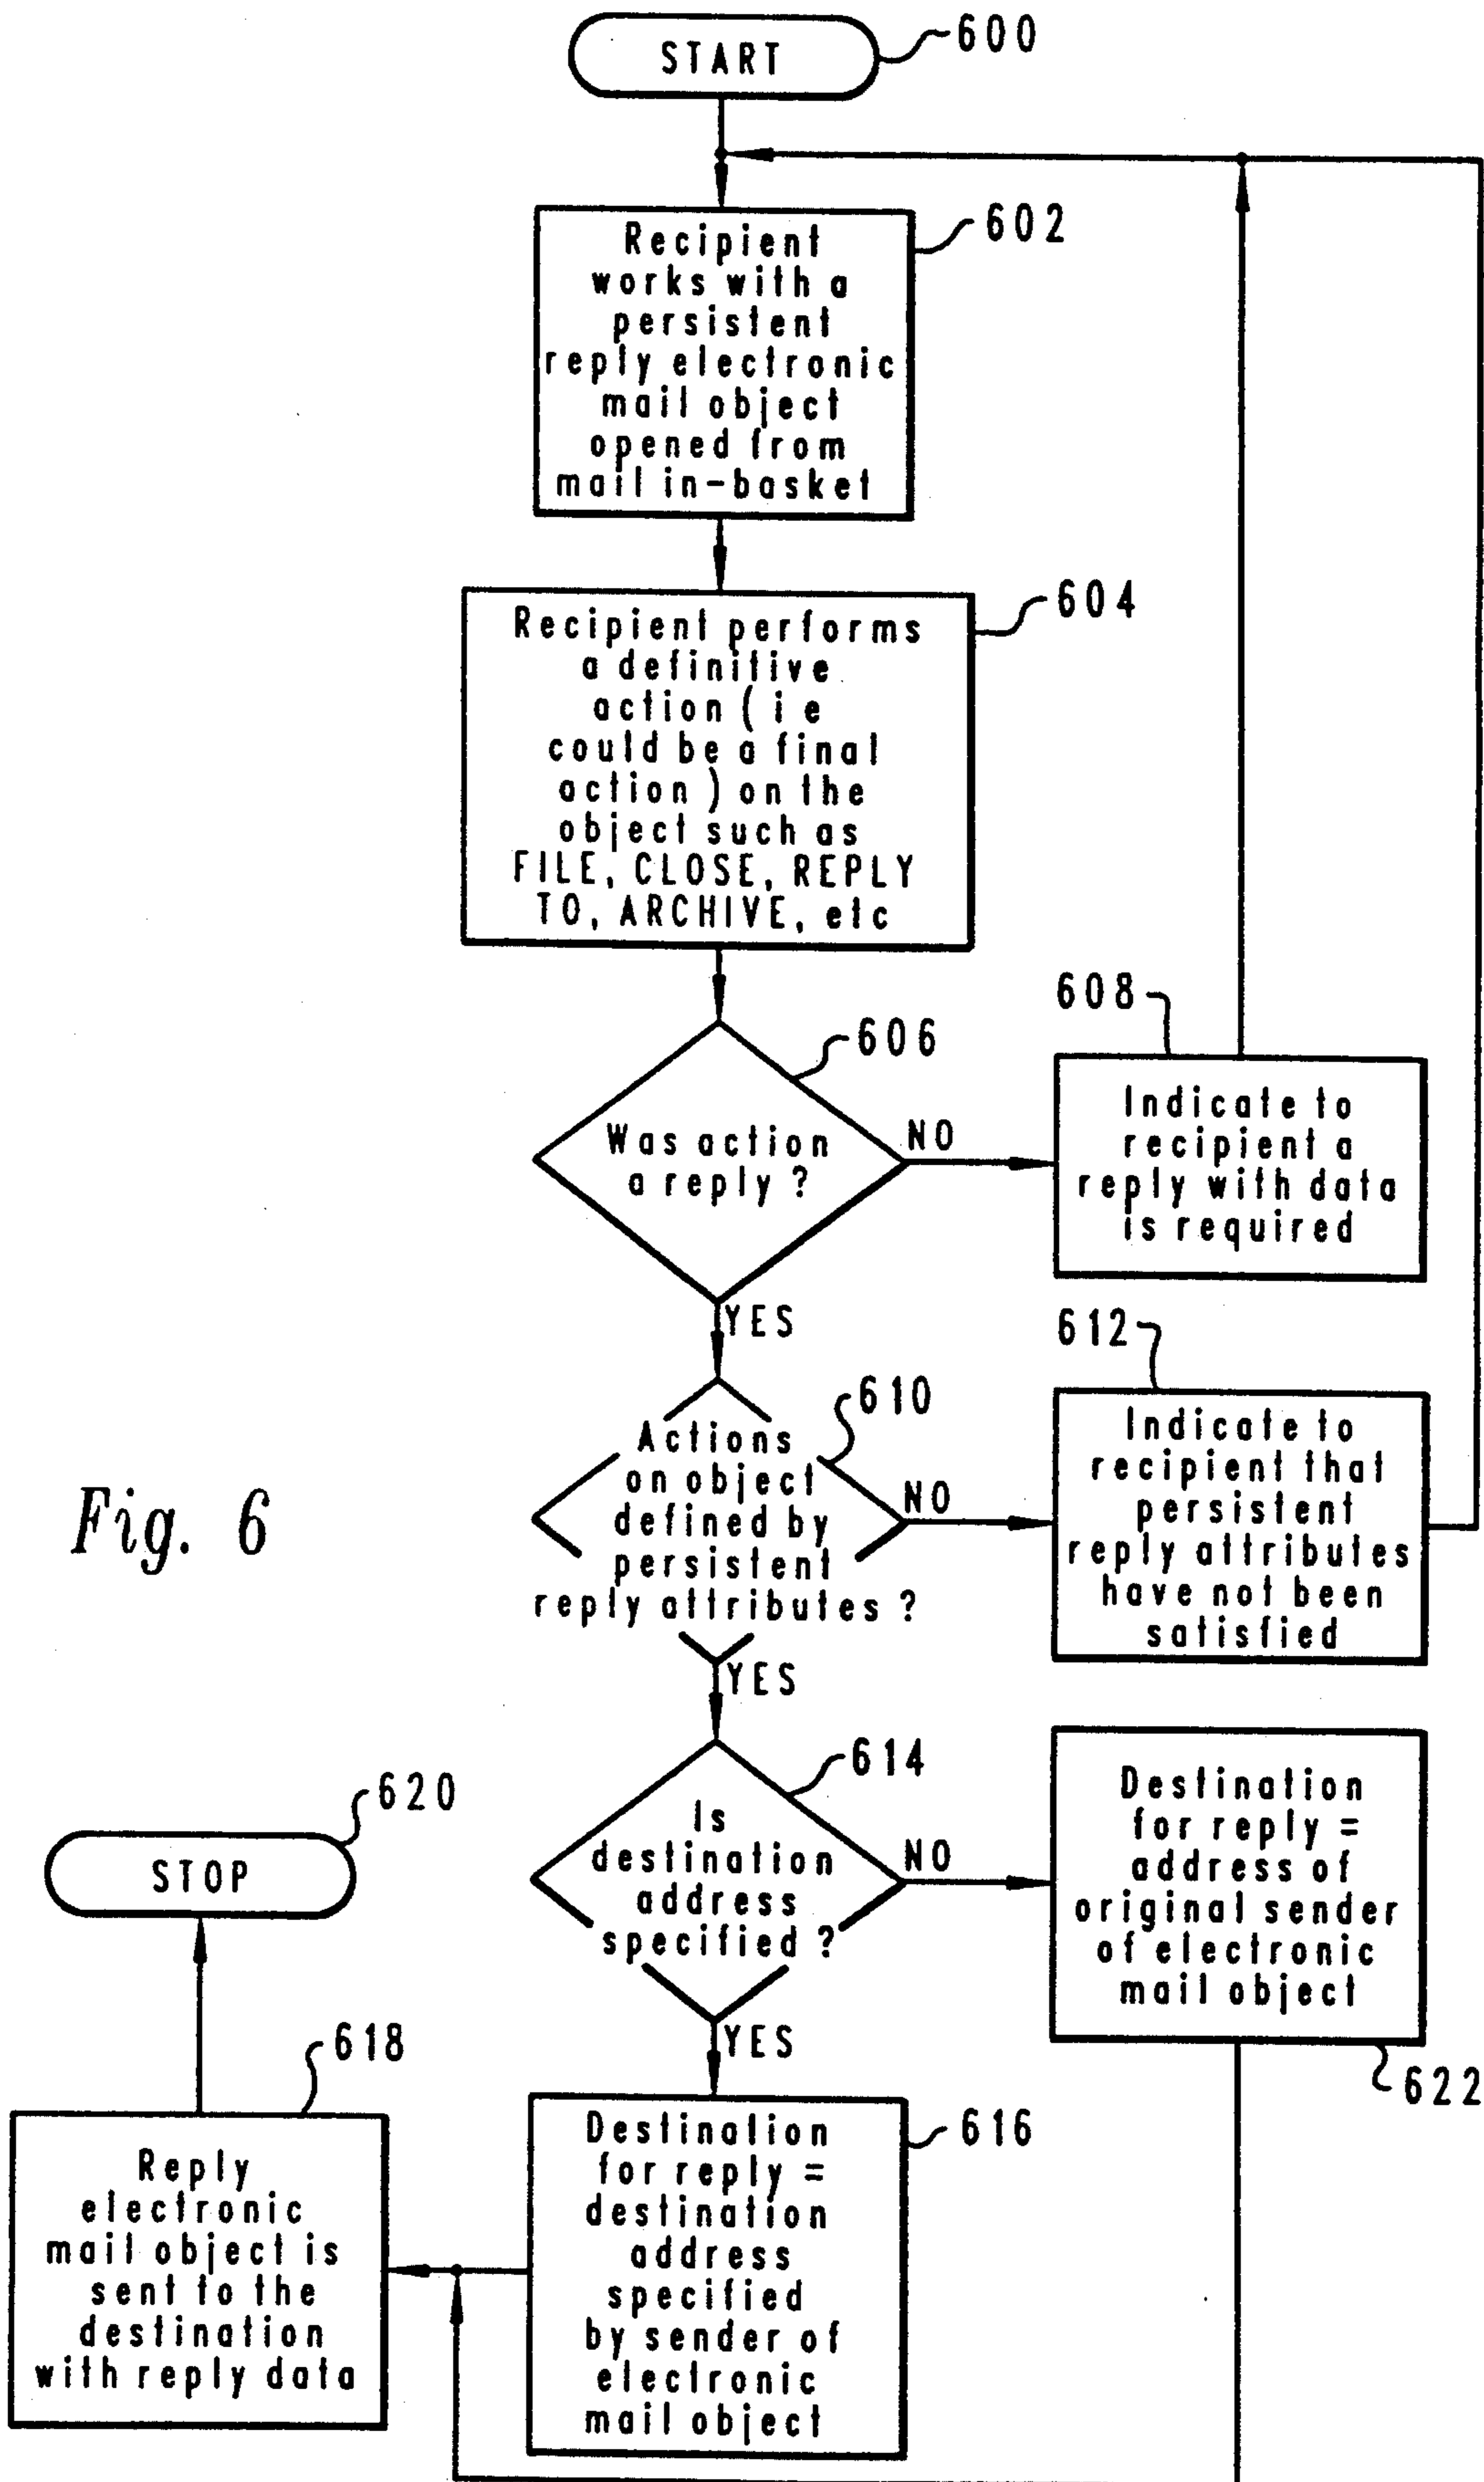 START
600
602
Recipient
works with a
persistent
reply electronic
mail object
opened from
mail in-basket
604
Recipient performs
a definitive
action ( i e
could be a final
action ) on the
object such as
FILE, CLOSE, REPLY
TO, ARCHIVE, etc
606
Was action
a reply ?
NO
608
Indicate to
recipient a
reply with data
is required
YES
610
Actions
on object
defined by
persistent
reply attributes ?
NO
612
Indicate to
recipient that
persistent
reply attributes
have not been
satisfied
Fig. 6
YES
614
Is
destination
address
specified ?
NO
Destination
for reply =
address of
original sender
of electronic
mail object
622
620
STOP
YES
616
Destination
for reply =
destination
address
specified
by sender of
electronic
mail object
618
Reply
electronic
mail object is
sent to the
destination
with reply data